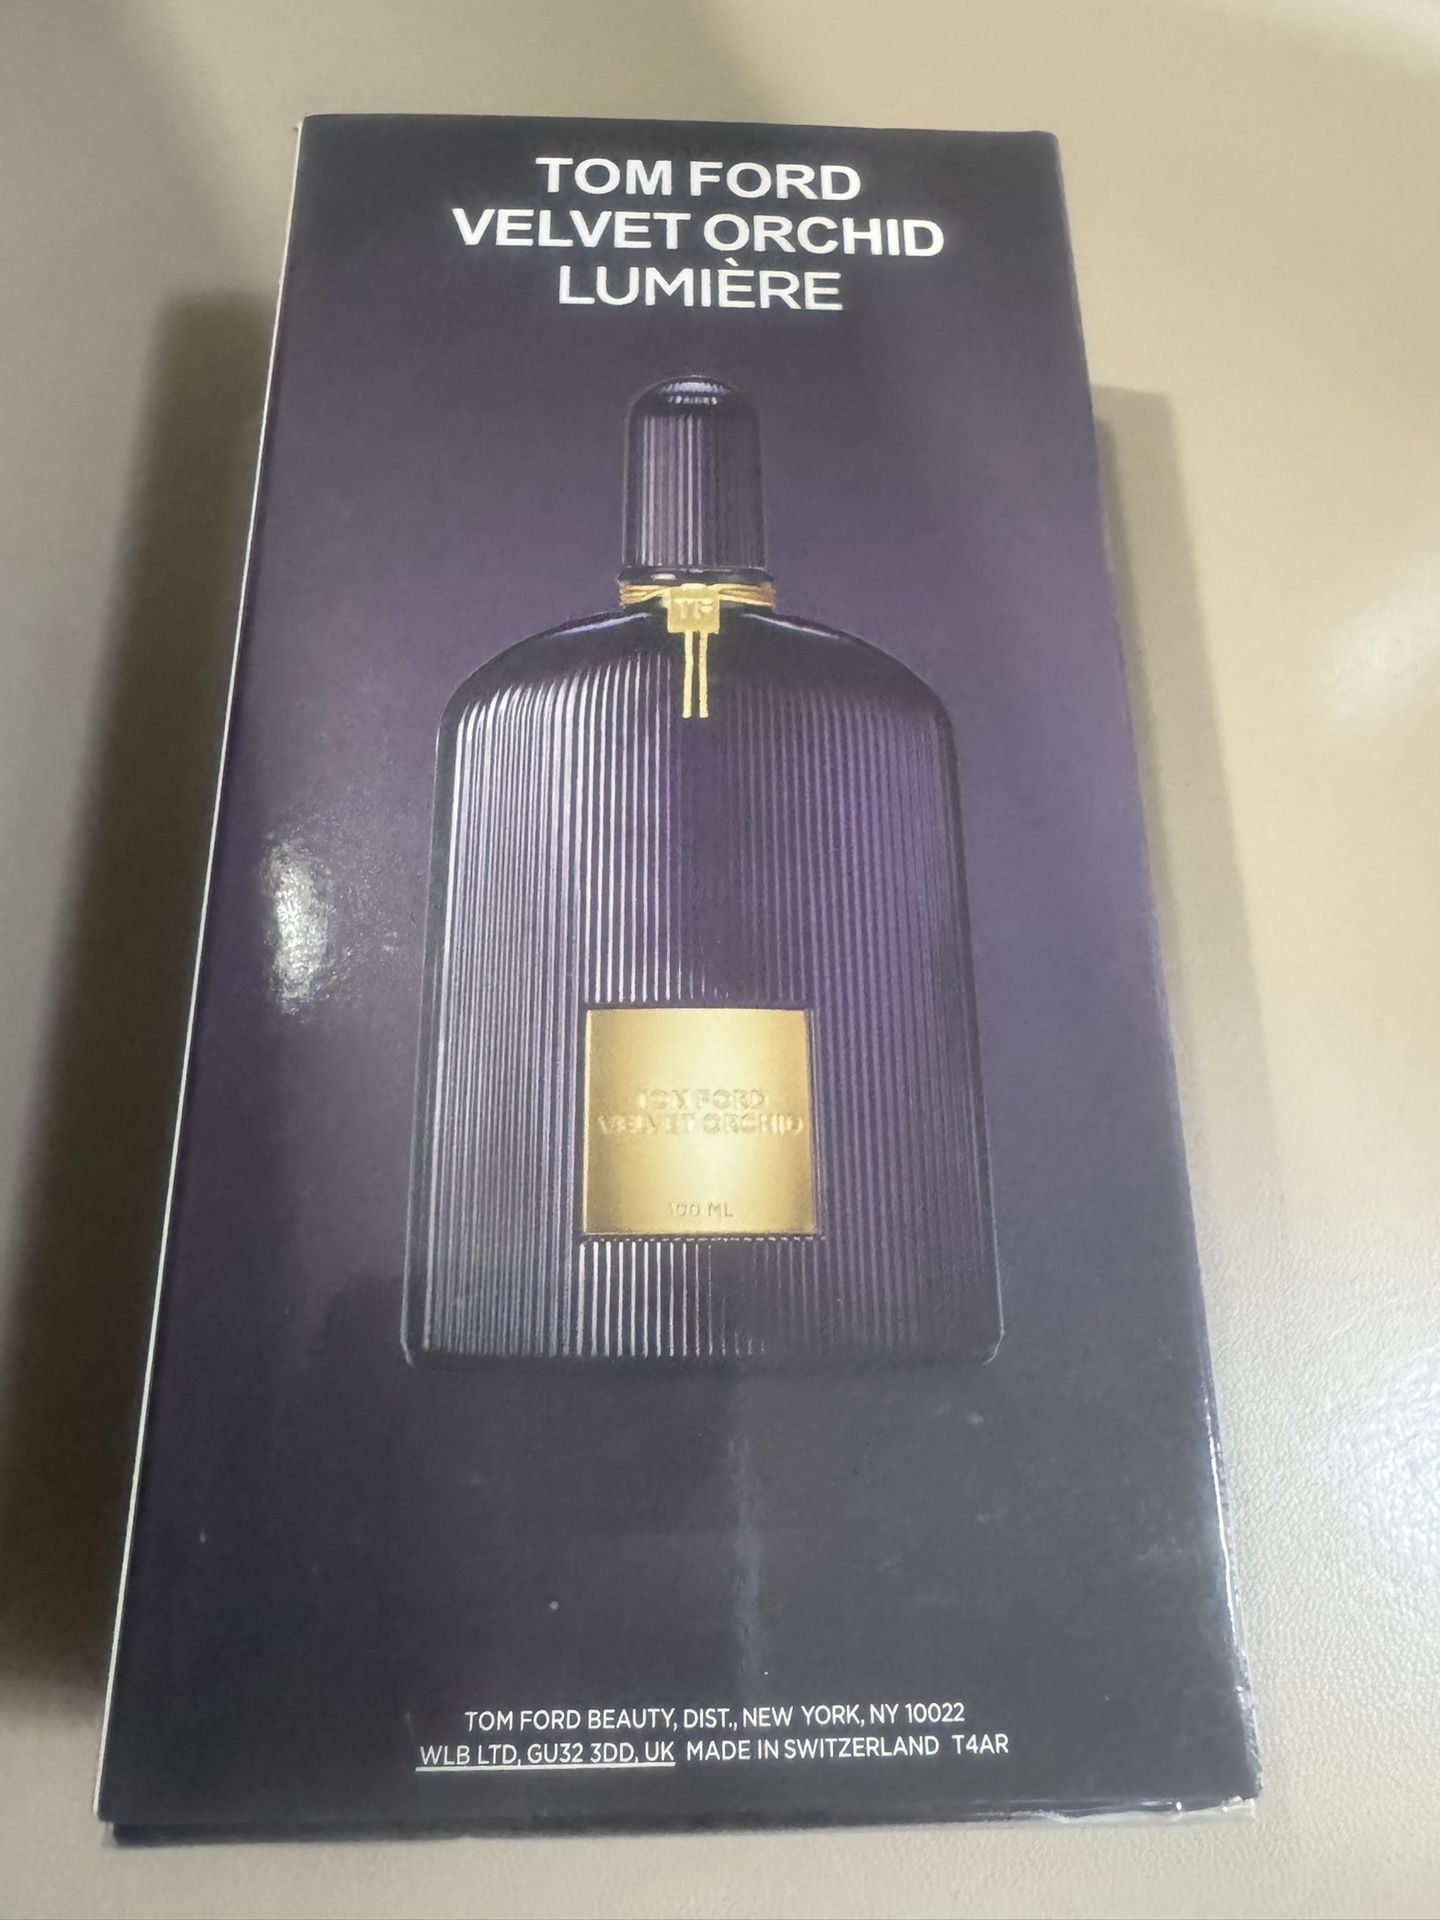 TOM FORD
VELVET ORCHID
LUMIÈRE
TF
TOM FORD
VELVET ORCHID
100 ML
TOM FORD BEAUTY, DIST., NEW YORK, NY 10022
WLB LTD, GU32 3DD, UK MADE IN SWITZERLAND T4AR